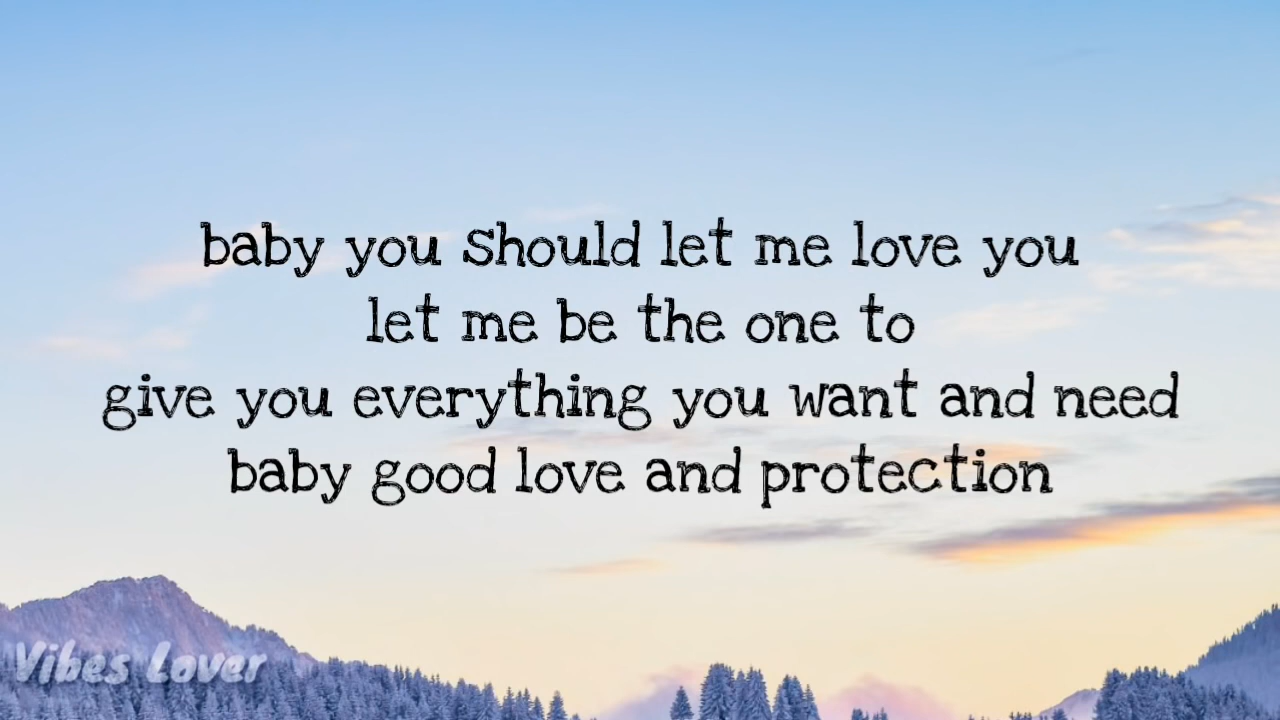 baby you should let me love you
let me be the one to
give you everything you want and need
baby good love and protection
Vibes Lover